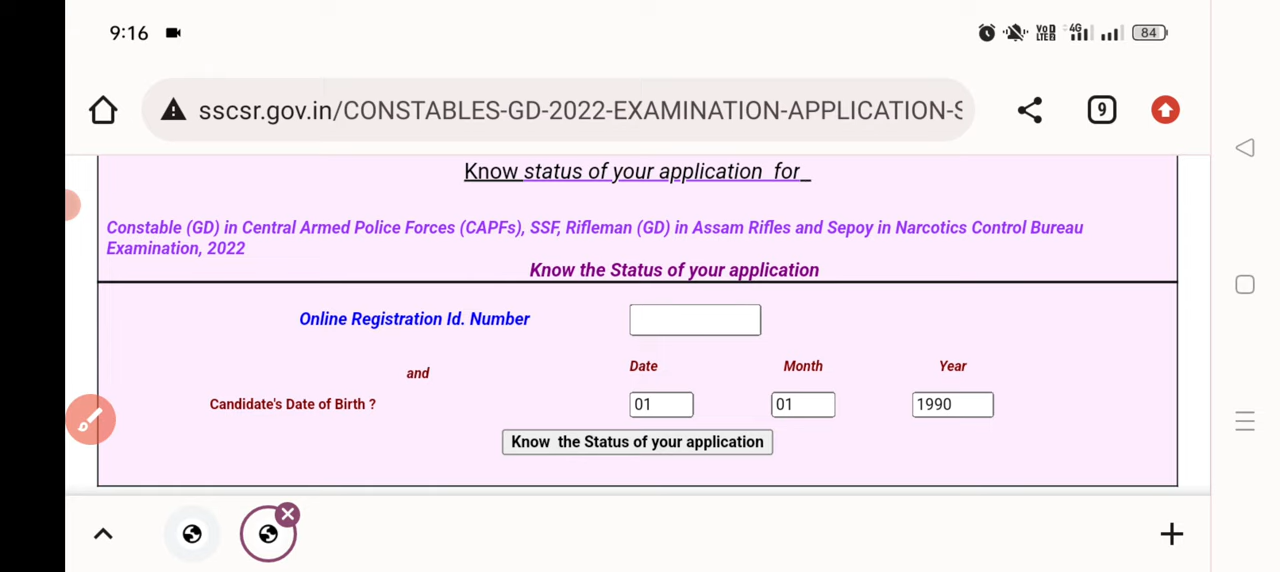 9:16
VoD
LTE2
4G
84
sscsr.gov.in/CONSTABLES-GD-2022-EXAMINATION-APPLICATION-S
9
Know status of your application for_
Constable (GD) in Central Armed Police Forces (CAPFs), SSF, Rifleman (GD) in Assam Rifles and Sepoy in Narcotics Control Bureau
Examination, 2022
Know the Status of your application
Online Registration Id. Number
and
Date Month Year
Candidate's Date of Birth ?
01 01 1990
Know the Status of your application